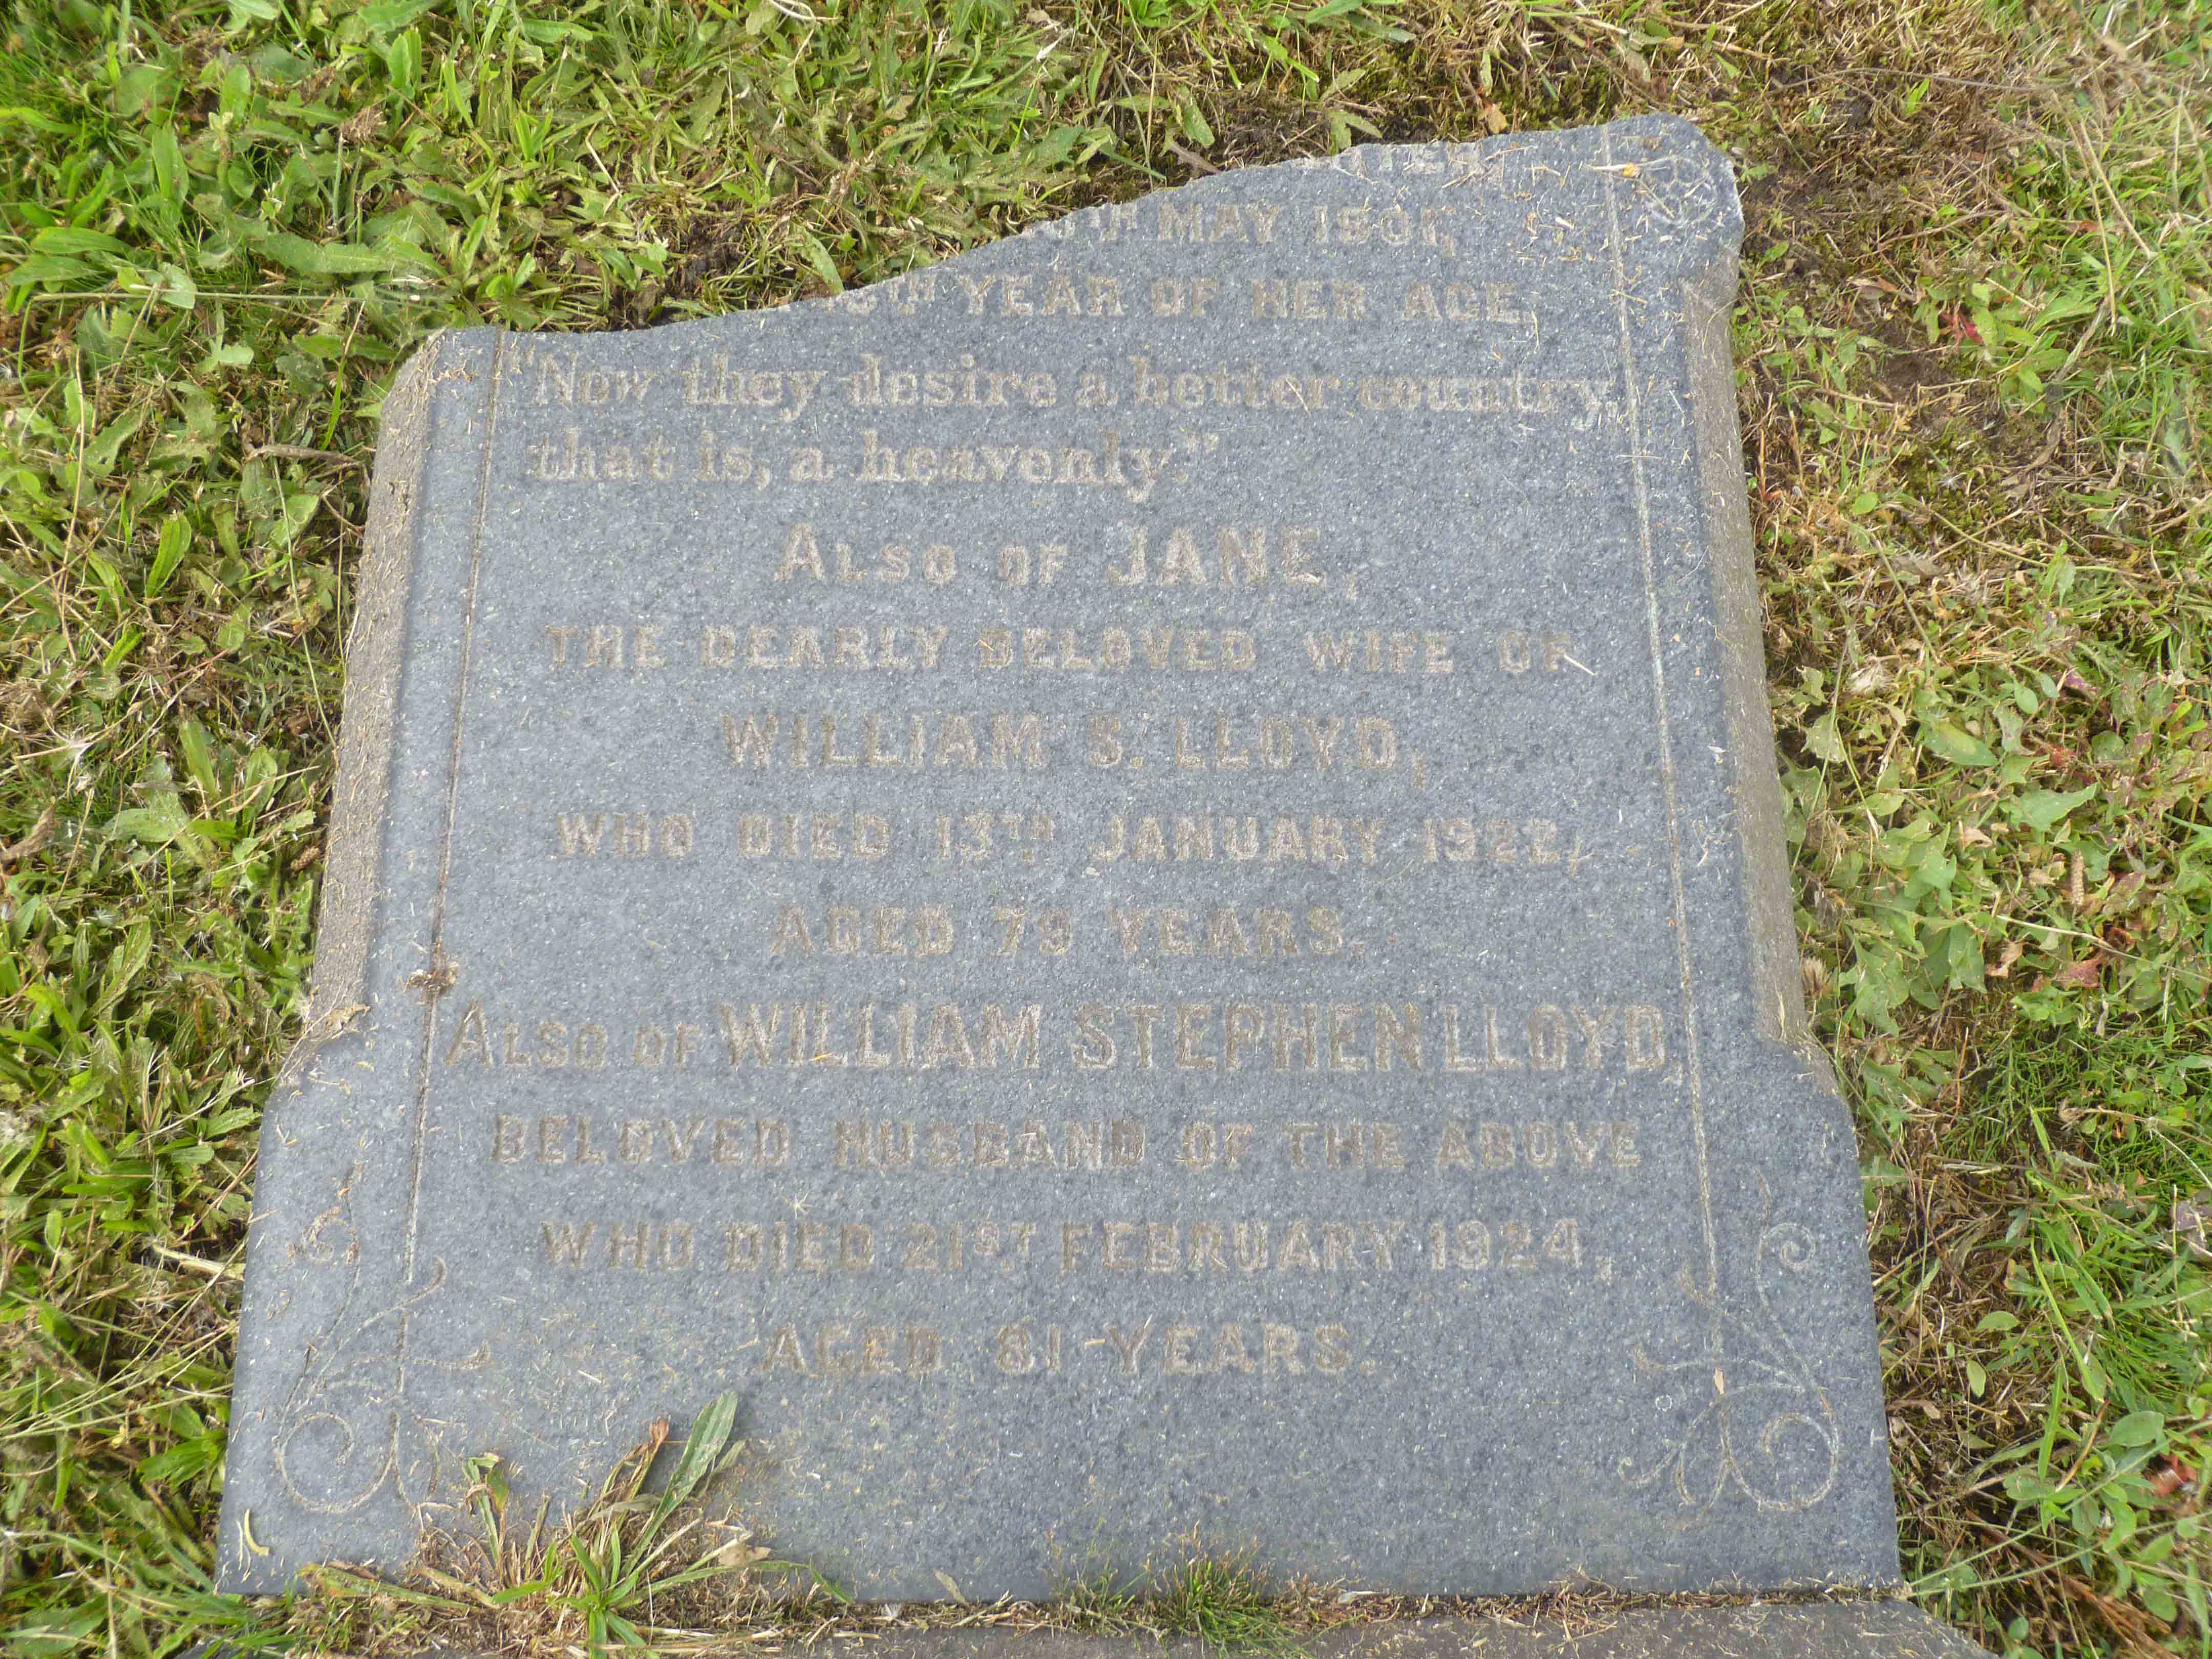 MAY 1901,
YEAR OF HER AGE.
"Now they desire a better country,
that is, a heavenly."
ALSO OF JANE,
THE DEARLY BELOVED WIFE OF
WILLIAM S. LLOYD,
WHO DIED 13TH JANUARY 1922,
AGED 79 YEARS.
ALSO OF WILLIAM STEPHEN LLOYD
BELOVED HUSBAND OF THE ABOVE
WHO DIED 21ST FEBRUARY 1924,
AGED 81 YEARS.